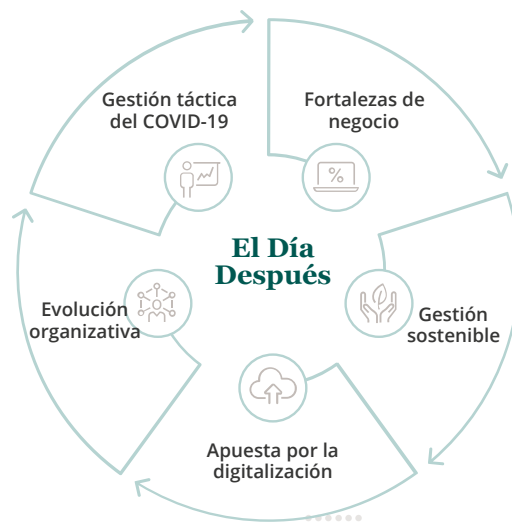 Gestión táctica
del COVID-19
Fortalezas de
negocio
%
El Día
Después
Gestión
sostenible
Evolución
organizativa
Apuesta por la
digitalización